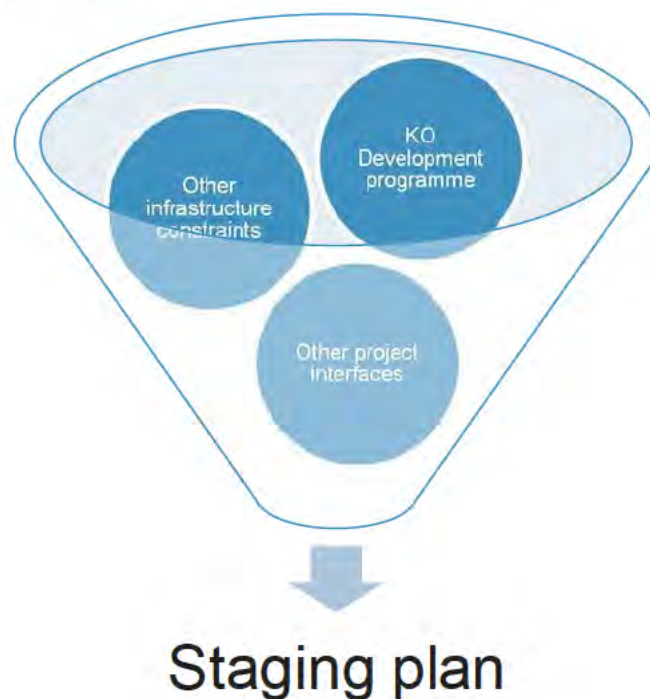 KO
Development
programme
Other
infrastructure
constraints
Other project
interfaces
Staging plan